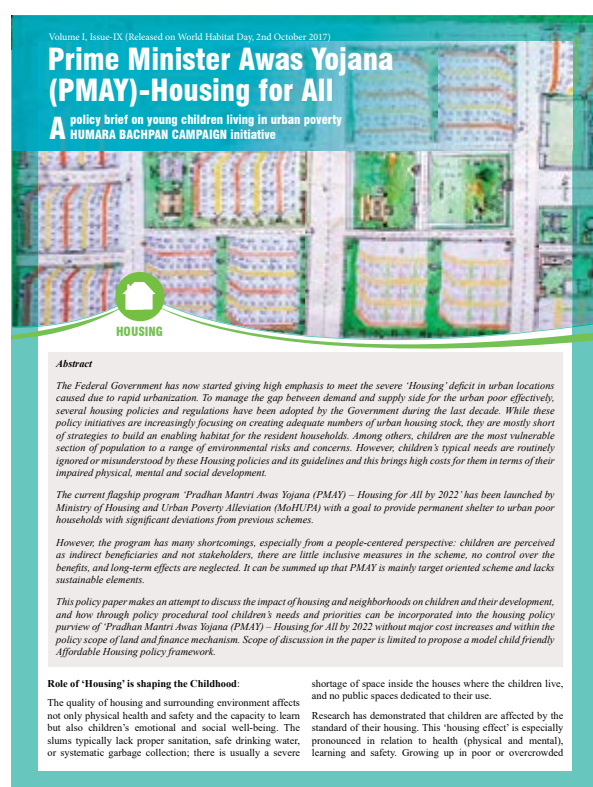 Volume I, Issue-IX (Released on World Habitat Day, 2nd October 2017)
Prime Minister Awas Yojana
(PMAY)-Housing for All
A policy brief on young children living in urban poverty
HUMARA BACHPAN CAMPAIGN initiative
HOUSING
Abstract
The Federal Government has now started giving high emphasis to meet the severe ‘Housing’ deficit in urban locations
caused due to rapid urbanization. To manage the gap between demand and supply side for the urban poor effectively,
several housing policies and regulations have been adopted by the Government during the last decade. While these
policy initiatives are increasingly focusing on creating adequate numbers of urban housing stock, they are mostly short
of strategies to build an enabling habitat for the resident households. Among others, children are the most vulnerable
section of population to a range of environmental risks and concerns. However, children’s typical needs are routinely
ignored or misunderstood by these Housing policies and its guidelines and this brings high costs for them in terms of their
impaired physical, mental and social development.
The current flagship program ‘Pradhan Mantri Awas Yojana (PMAY) – Housing for All by 2022’ has been launched by
Ministry of Housing and Urban Poverty Alleviation (MoHUPA) with a goal to provide permanent shelter to urban poor
households with significant deviations from previous schemes.
However, the program has many shortcomings, especially from a people-centered perspective: children are perceived
as indirect beneficiaries and not stakeholders, there are little inclusive measures in the scheme, no control over the
benefits, and long-term effects are neglected. It can be summed up that PMAY is mainly target oriented scheme and lacks
sustainable elements.
This policy paper makes an attempt to discuss the impact of housing and neighborhoods on children and their development,
and how through policy procedural tool children’s needs and priorities can be incorporated into the housing policy
purview of ‘Pradhan Mantri Awas Yojana (PMAY) – Housing for All by 2022 without major cost increases and within the
policy scope of land and finance mechanism. Scope of discussion in the paper is limited to propose a model child friendly
Affordable Housing policy framework.
Role of ‘Housing’ is shaping the Childhood:
The quality of housing and surrounding environment affects
not only physical health and safety and the capacity to learn
but also children’s emotional and social well-being. The
slums typically lack proper sanitation, safe drinking water,
or systematic garbage collection; there is usually a severe
shortage of space inside the houses where the children live,
and no public spaces dedicated to their use.
Research has demonstrated that children are affected by the
standard of their housing. This ‘housing effect’ is especially
pronounced in relation to health (physical and mental),
learning and safety. Growing up in poor or overcrowded